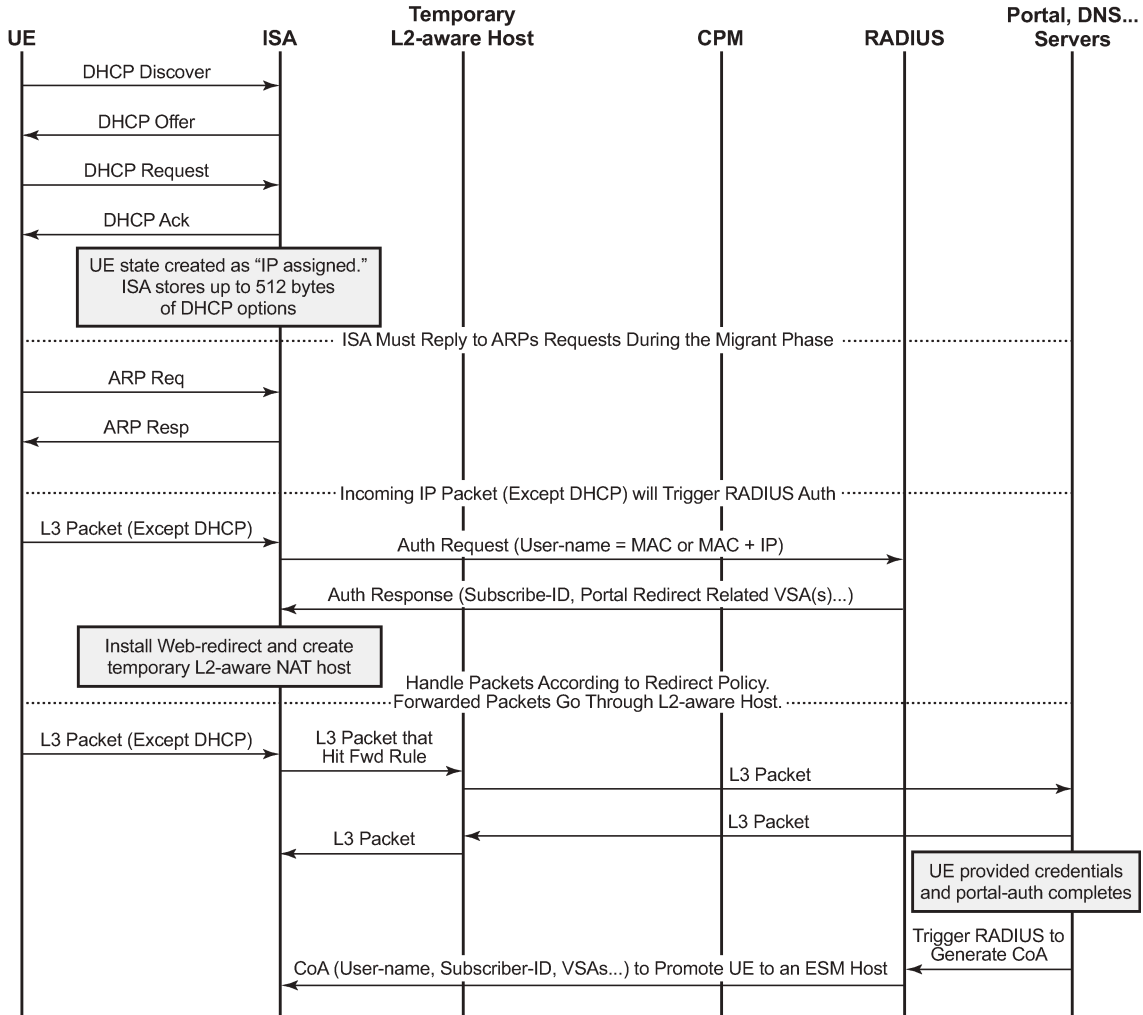 UE
ISA
Temporary
L2-aware Host
CPM
RADIUS
Portal, DNS...
Servers
DHCP Discover
DHCP Offer
DHCP Request
DHCP Ack
UE state created as “IP assigned.”
ISA stores up to 512 bytes
of DHCP options
ISA Must Reply to ARPs Requests During the Migrant Phase
ARP Req
ARP Resp
Incoming IP Packet (Except DHCP) will Trigger RADIUS Auth
L3 Packet (Except DHCP)
Auth Request (User-name = MAC or MAC + IP)
Auth Response (Subscribe-ID, Portal Redirect Related VSA(s)...)
Install Web-redirect and create
temporary L2-aware NAT host
Handle Packets According to Redirect Policy.
Forwarded Packets Go Through L2-aware Host.
L3 Packet (Except DHCP)
L3 Packet that
Hit Fwd Rule
L3 Packet
L3 Packet
L3 Packet
UE provided credentials
and portal-auth completes
Trigger RADIUS to
Generate CoA
CoA (User-name, Subscriber-ID, VSAs...) to Promote UE to an ESM Host